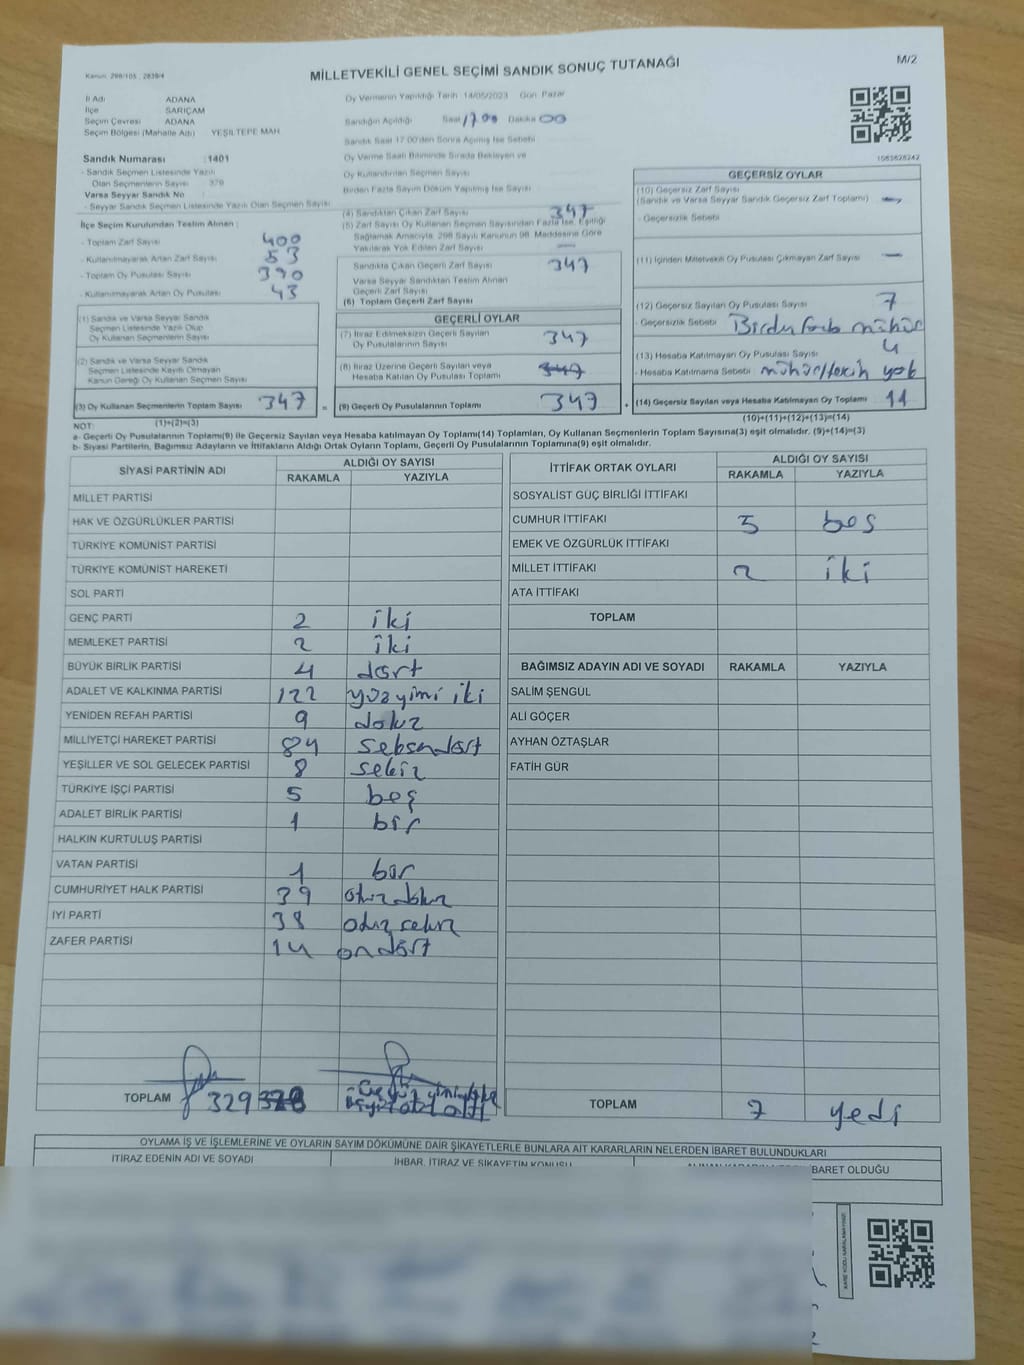 Kanun: 298/105 ; 2839/4
MİLLETVEKİLİ GENEL SEÇİMİ SANDIK SONUÇ TUTANAĞI
M/2
İl Adı ADANA
İlçe SARIÇAM
Seçim Çevresi ADANA
Seçim Bölgesi (Mahalle Adı) YEŞİLTEPE MAH
Sandık Numarası : 1401
- Sandık Seçmen Listesinde Yazılı
Olan Seçmenlerin Sayısı 379
Varsa Seyyar Sandık No :
- Seyyar Sandık Seçmen Listesinde Yazılı Olan Seçmen Sayısı
İlçe Seçim Kurulundan Teslim Alınan :
- Toplam Zarf Sayısı 400
- Kullanılmayarak Artan Zarf Sayısı 53
- Toplam Oy Pusulası Sayısı 390
- Kullanılmayarak Artan Oy Pusulası 43
(1) Sandık ve Varsa Seyyar Sandık
Seçmen Listesinde Yazılı Olup
Oy Kullanan Seçmenlerin Sayısı
(2) Sandık ve Varsa Seyyar Sandık
Seçmen Listesinde Kayıtlı Olmayan
Kanun Gereği Oy Kullanan Seçmen Sayısı
(3) Oy Kullanan Seçmenlerin Toplam Sayısı 347 =
(1)+(2)=(3)
Oy Vermenin Yapıldığı Tarih 14/05/2023 Gün Pazar
Sandığın Açıldığı Saat 17 00 Dakika 00
Sandık Saat 17:00'den Sonra Açılmış İse Sebebi
Oy Verme Saati Bitiminde Sırada Bekleyen ve
Oy Kullandırılan Seçmen Sayısı
Birden Fazla Sayım Döküm Yapılmış İse Sayısı
(4) Sandıktan Çıkan Zarf Sayısı 347
(5) Zarf Sayısı Oy Kullanan Seçmen Sayısından Fazla İse, Eşitliği
Sağlamak Amacıyla, 298 Sayılı Kanunun 98. Maddesine Göre
Yakılarak Yok Edilen Zarf Sayısı —
Sandıkta Çıkan Geçerli Zarf Sayısı 347
Varsa Seyyar Sandıktan Teslim Alınan
Geçerli Zarf Sayısı
(6) Toplam Geçerli Zarf Sayısı
GEÇERLİ OYLAR
(7) İtiraz Edilmeksizin Geçerli Sayılan
Oy Pusulalarının Sayısı 347
(8) İtiraz Üzerine Geçerli Sayılan veya
Hesaba Katılan Oy Pusulası Toplamı 347
(9) Geçerli Oy Pusulalarının Toplamı 347 +
1583628242
GEÇERSİZ OYLAR
(10) Geçersiz Zarf Sayısı
(Sandık ve Varsa Seyyar Sandık Geçersiz Zarf Toplamı) —
- Geçersizlik Sebebi
(11) İçinden Milletvekili Oy Pusulası Çıkmayan Zarf Sayısı —
(12) Geçersiz Sayılan Oy Pusulası Sayısı 7
- Geçersizlik Sebebi : mühür
(13) Hesaba Katılmayan Oy Pusulası Sayısı 4
- Hesaba Katılmama Sebebi : yok
(14) Geçersiz Sayılan veya Hesaba Katılmayan Oy Toplamı 11
(10)+(11)+(12)+(13)=(14)
NOT:
a- Geçerli Oy Pusulalarının Toplamı(9) ile Geçersiz Sayılan veya Hesaba katılmayan Oy Toplamı(14) Toplamları, Oy Kullanan Seçmenlerin Toplam Sayısına(3) eşit olmalıdır. (9)+(14)=(3)
b- Siyasi Partilerin, Bağımsız Adayların ve İttifakların Aldığı Ortak Oyların Toplamı, Geçerli Oy Pusulalarının Toplamına(9) eşit olmalıdır.
SİYASİ PARTİNİN ADI ALDIĞI OY SAYISI
RAKAMLA YAZIYLA
MİLLET PARTİSİ
HAK VE ÖZGÜRLÜKLER PARTİSİ
TÜRKİYE KOMÜNİST PARTİSİ
TÜRKİYE KOMÜNİST HAREKETİ
SOL PARTİ
GENÇ PARTİ 2 iki
MEMLEKET PARTİSİ 2 iki
BÜYÜK BİRLİK PARTİSİ 4 dört
ADALET VE KALKINMA PARTİSİ 122 yüzyimi iki
YENİDEN REFAH PARTİSİ 9 dokuz
MİLLİYETÇİ HAREKET PARTİSİ 84 seksendört
YEŞİLLER VE SOL GELECEK PARTİSİ 8 sekiz
TÜRKİYE İŞÇİ PARTİSİ 5 beş
ADALET BİRLİK PARTİSİ 1 bir
HALKIN KURTULUŞ PARTİSİ
VATAN PARTİSİ 1 bir
CUMHURİYET HALK PARTİSİ 39 otuz dokuz
İYİ PARTİ 38 otuz sekiz
ZAFER PARTİSİ 14 ondört
TOPLAM 329
İTTİFAK ORTAK OYLARI ALDIĞI OY SAYISI
RAKAMLA YAZIYLA
SOSYALİST GÜÇ BİRLİĞİ İTTİFAKI
CUMHUR İTTİFAKI 5 beş
EMEK VE ÖZGÜRLÜK İTTİFAKI
MİLLET İTTİFAKI 2 iki
ATA İTTİFAKI
TOPLAM
BAĞIMSIZ ADAYIN ADI VE SOYADI RAKAMLA YAZIYLA
SALİM ŞENGÜL
ALİ GÖÇER
AYHAN ÖZTAŞLAR
FATİH GÜR
TOPLAM 7 yedi
OYLAMA İŞ VE İŞLEMLERİNE VE OYLARIN SAYIM DÖKÜMÜNE DAİR ŞİKAYETLERLE BUNLARA AİT KARARLARIN NELERDEN İBARET BULUNDUKLARI
İTİRAZ EDENİN ADI VE SOYADI İHBAR, İTİRAZ VE ŞİKAYETİN KONUSU ALINAN KARARIN İBARET OLDUĞU
KARE KODU KARALAMAYINIZ!